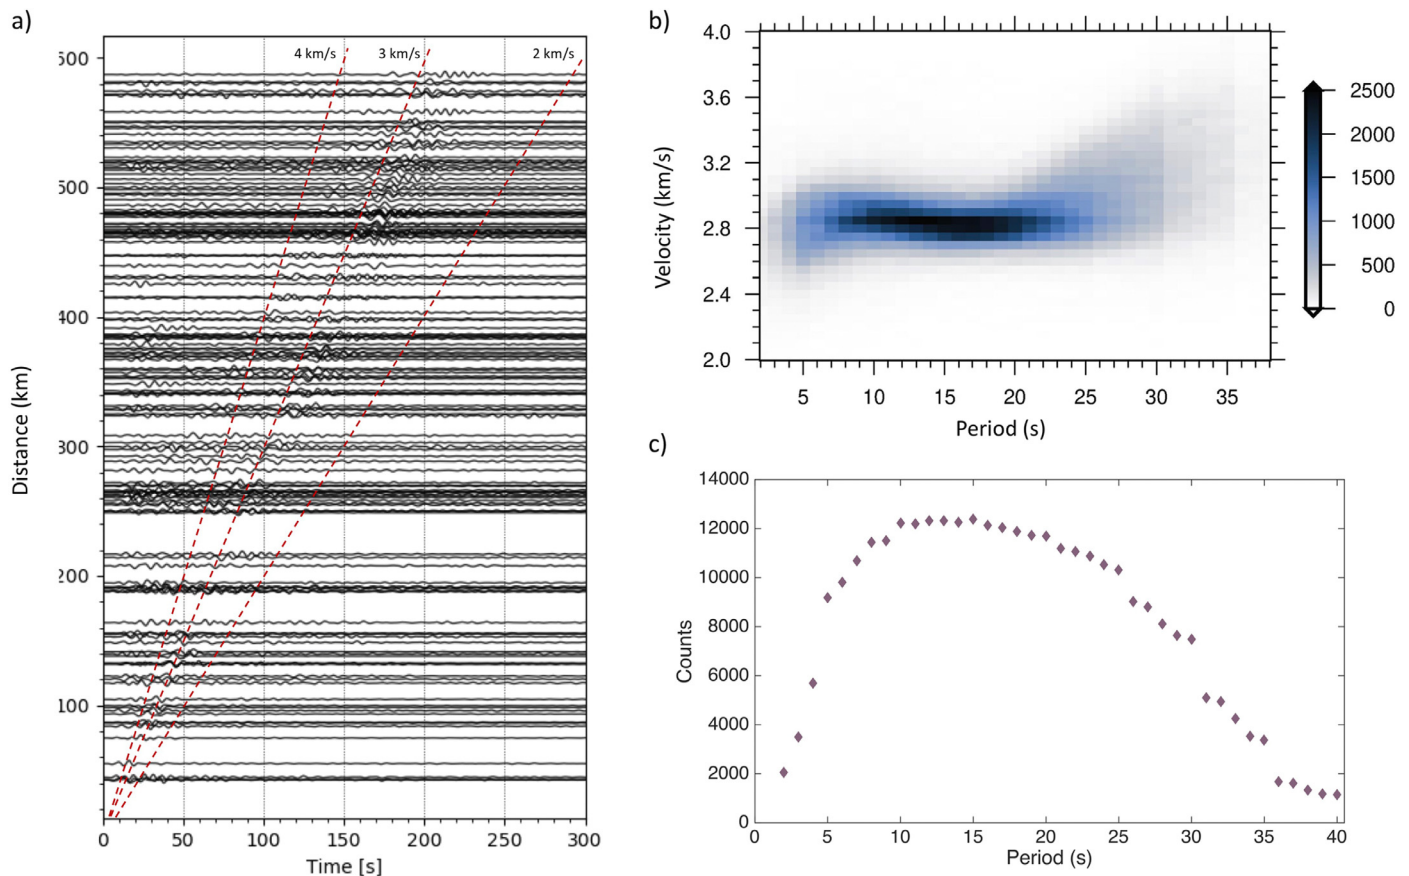 a)
4 km/s 3 km/s 2 km/s
600
500
400
300
200
100
Distance (km)
0 50 100 150 200 250 300
Time [s]
b)
4.0
3.6
3.2
2.8
2.4
2.0
Velocity (km/s)
5 10 15 20 25 30 35
Period (s)
2500
2000
1500
1000
500
0
c)
14000
12000
10000
8000
6000
4000
2000
0
Counts
0 5 10 15 20 25 30 35 40
Period (s)